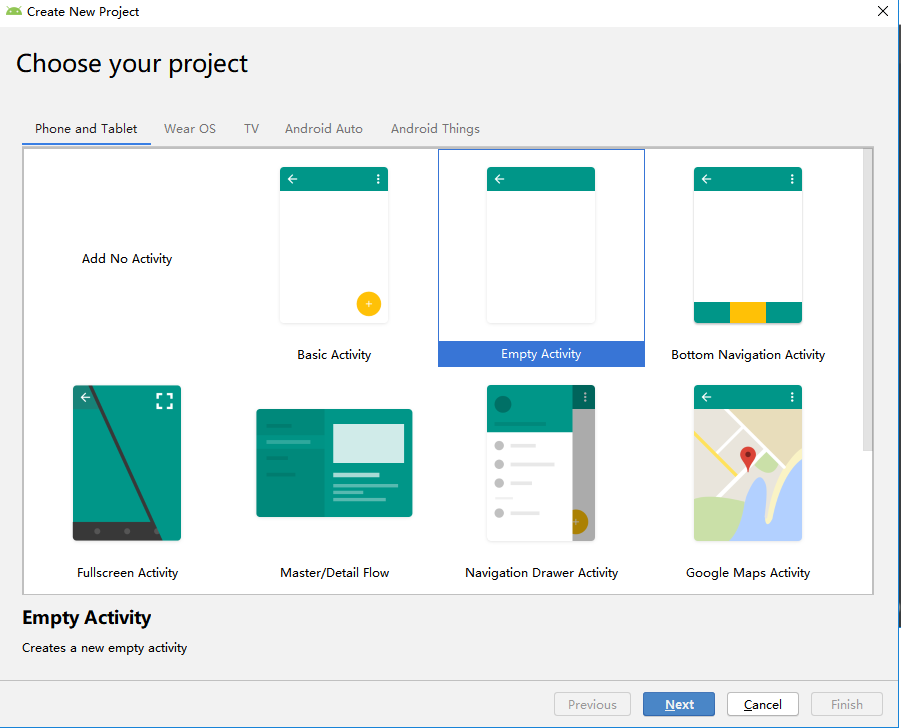 Create New Project
Choose your project
Phone and Tablet
Wear OS
TV
Android Auto
Android Things
Add No Activity
Basic Activity
Empty Activity
Bottom Navigation Activity
Fullscreen Activity
Master/Detail Flow
Navigation Drawer Activity
Google Maps Activity
Empty Activity
Creates a new empty activity
Previous
Next
Cancel
Finish